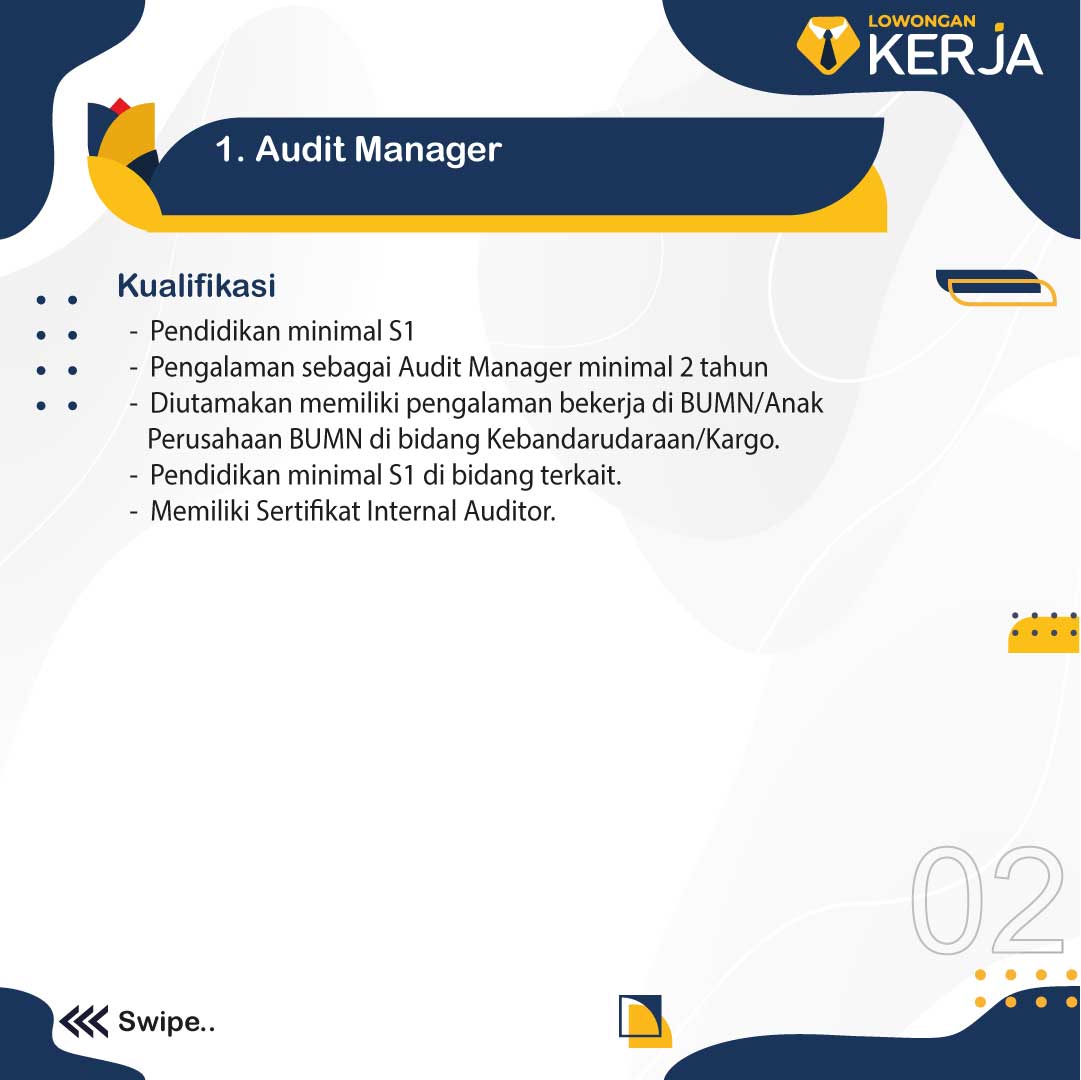 LOWONGAN
KERJA
1. Audit Manager
Kualifikasi
- Pendidikan minimal S1
- Pengalaman sebagai Audit Manager minimal 2 tahun
- Diutamakan memiliki pengalaman bekerja di BUMN/Anak
Perusahaan BUMN di bidang Kebandarudaraan/Kargo.
- Pendidikan minimal S1 di bidang terkait.
- Memiliki Sertifikat Internal Auditor.
02
Swipe..